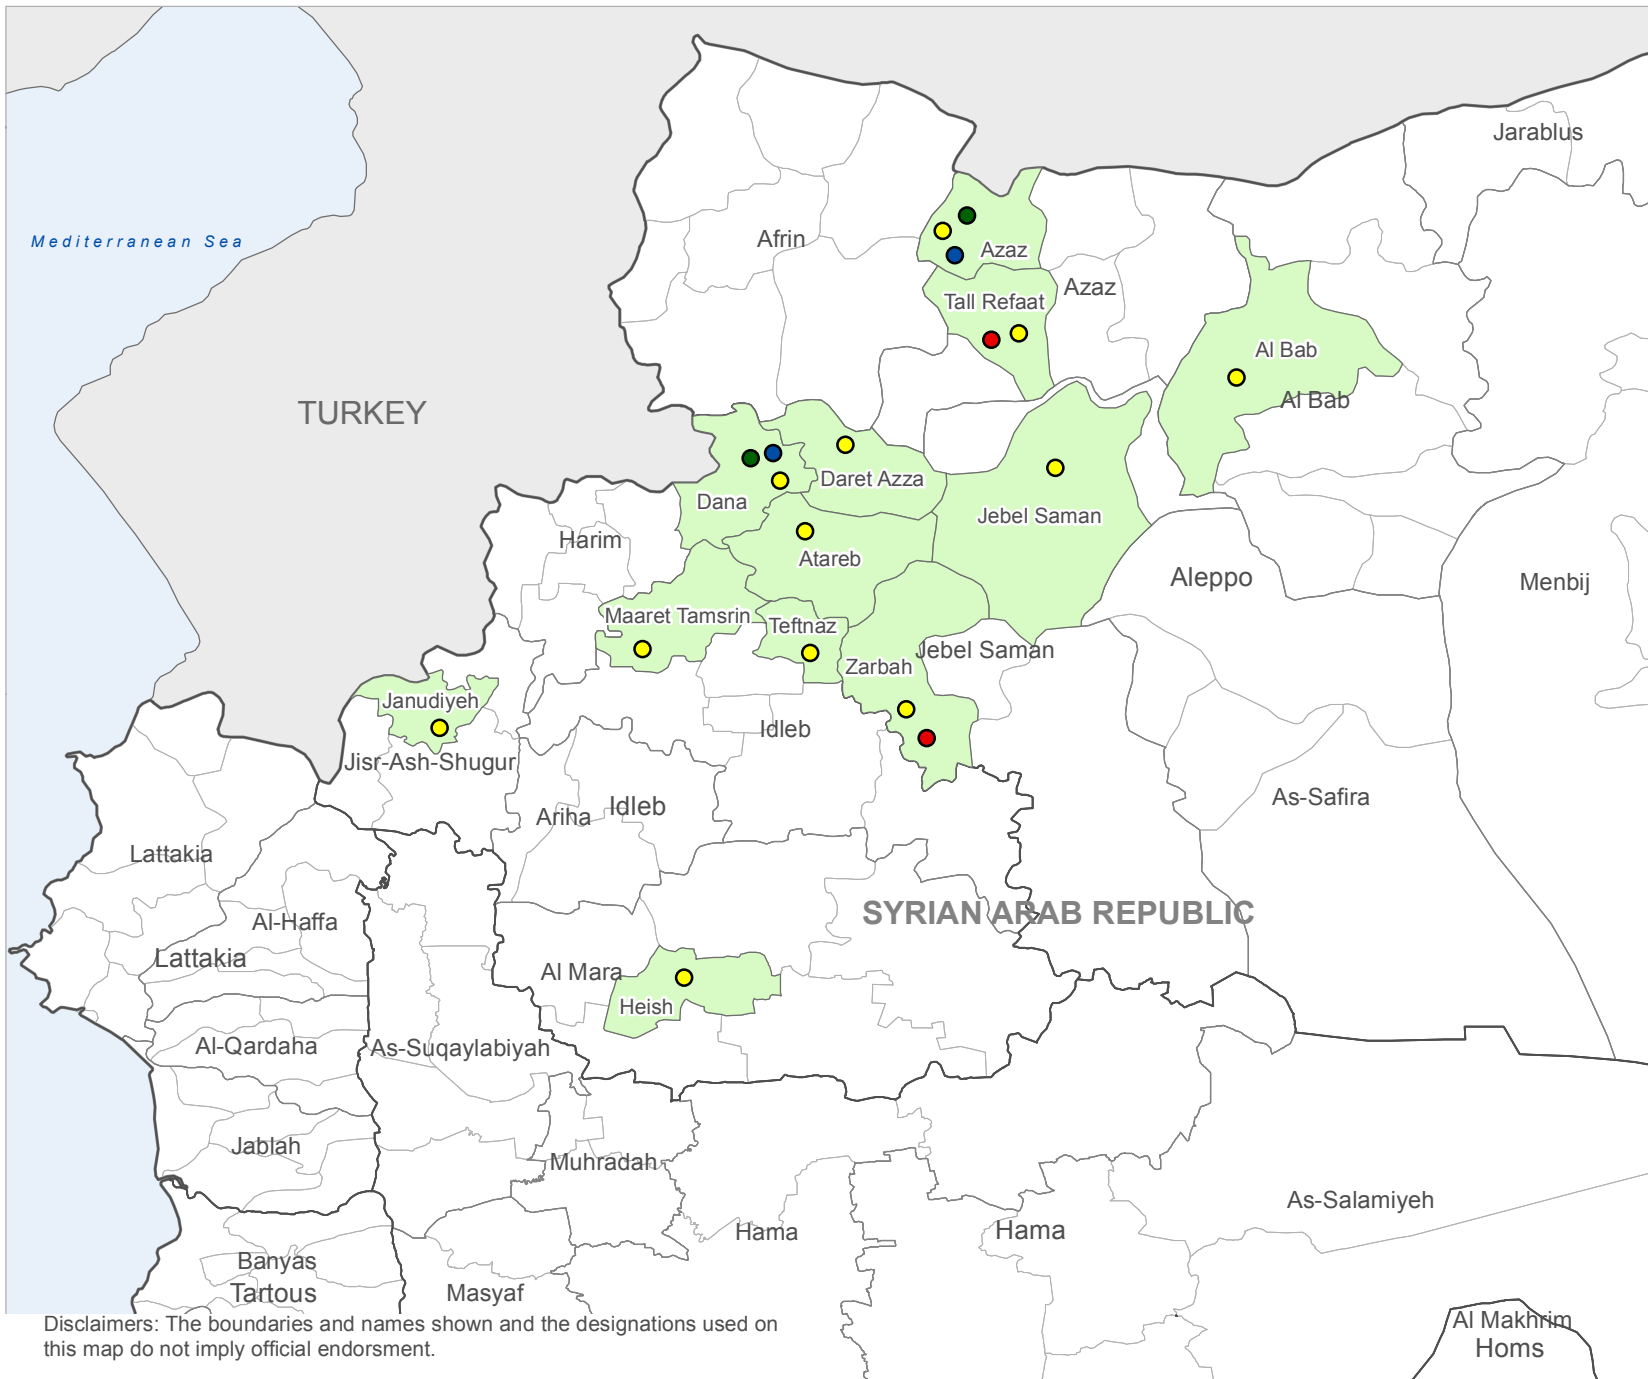 Jarablus
Mediterranean Sea
Afrin
Azaz
Azaz
Tall Refaat
Al Bab
Al Bab
TURKEY
Daret Azza
Dana
Jebel Saman
Harim
Atareb
Aleppo
Menbij
Maaret Tamsrin
Teftnaz
Jebel Saman
Zarbah
Janudiyeh
Idleb
Jisr-Ash-Shugur
As-Safira
Idleb
Ariha
Lattakia
SYRIAN ARAB REPUBLIC
Al-Haffa
Lattakia
Al Mara
Heish
Al-Qardaha
As-Suqaylabiyah
Jablah
Muhradah
As-Salamiyeh
Hama
Hama
Banyas
Tartous
Masyaf
Al Makhrim
Homs
Disclaimers: The boundaries and names shown and the designations used on
this map do not imply official endorsment.